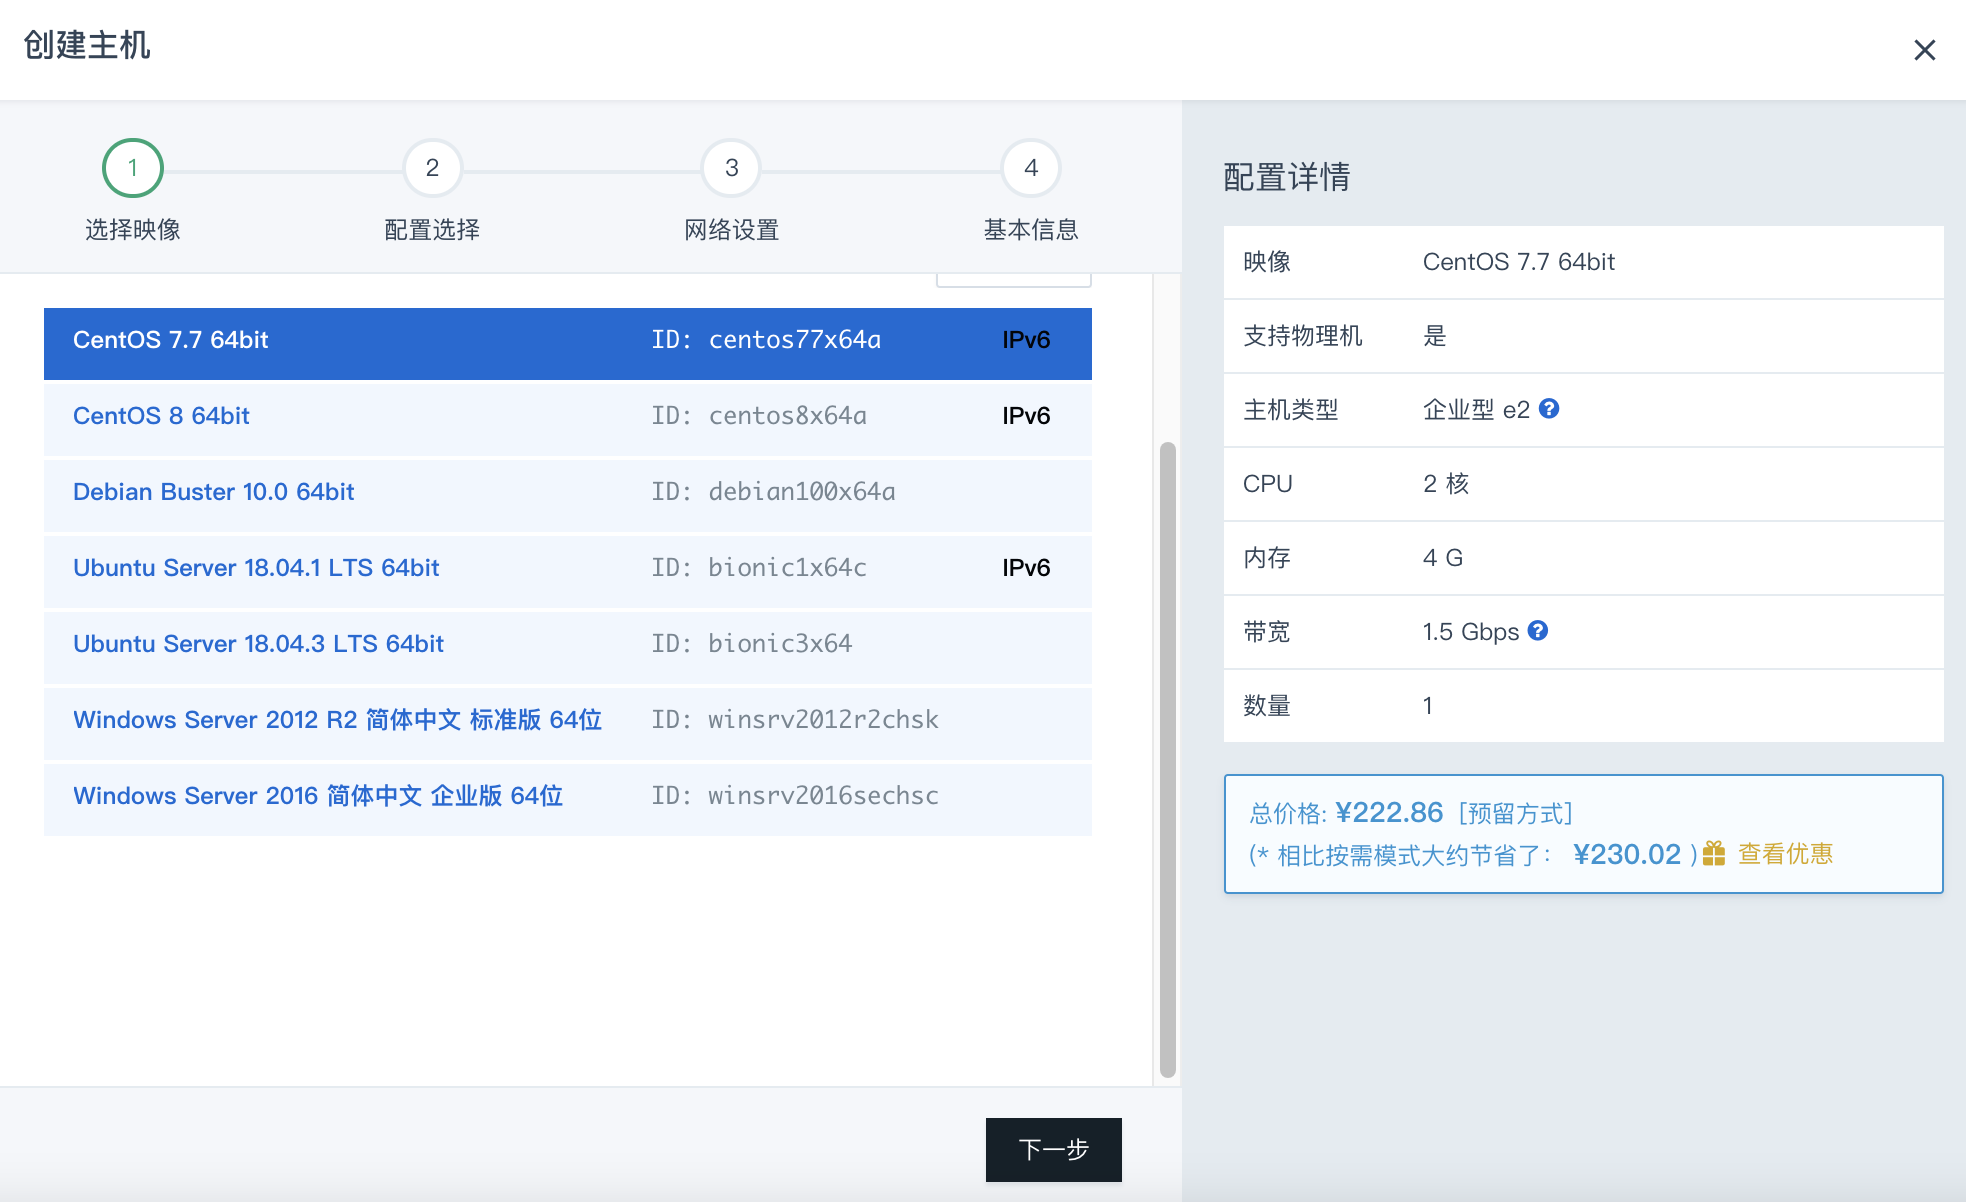 创建主机
1
2
3
4
选择映像
配置选择
网络设置
基本信息
CentOS 7.7 64bit ID: centos77x64a IPv6
CentOS 8 64bit ID: centos8x64a IPv6
Debian Buster 10.0 64bit ID: debian100x64a
Ubuntu Server 18.04.1 LTS 64bit ID: bionic1x64c IPv6
Ubuntu Server 18.04.3 LTS 64bit ID: bionic3x64
Windows Server 2012 R2 简体中文 标准版 64位 ID: winsrv2012r2chsk
Windows Server 2016 简体中文 企业版 64位 ID: winsrv2016sechsc
下一步
配置详情
映像 CentOS 7.7 64bit
支持物理机 是
主机类型 企业型 e2 ?
CPU 2 核
内存 4 G
带宽 1.5 Gbps ?
数量 1
总价格: ¥222.86 [预留方式]
(* 相比按需模式大约节省了： ¥230.02 ) 查看优惠